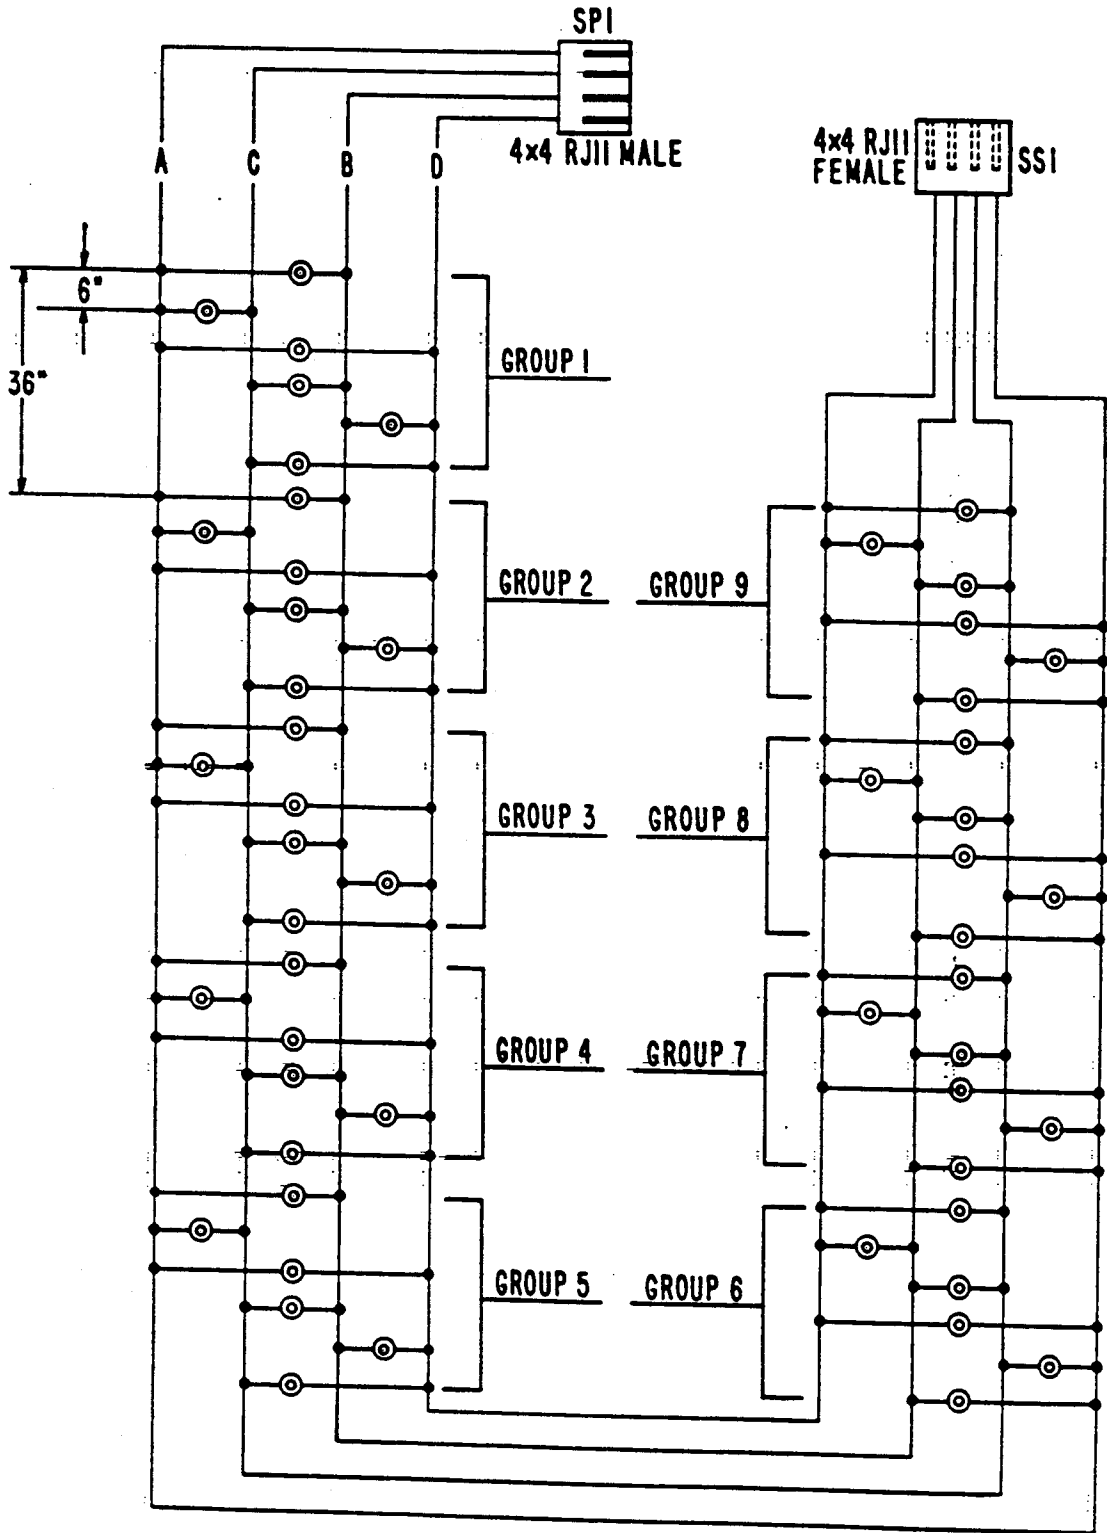 SP1
4x4 RJ11 MALE
4x4 RJ11
FEMALE
SS1
A
C
B
D
6"
36"
GROUP 1
GROUP 2
GROUP 9
GROUP 3
GROUP 8
GROUP 4
GROUP 7
GROUP 5
GROUP 6